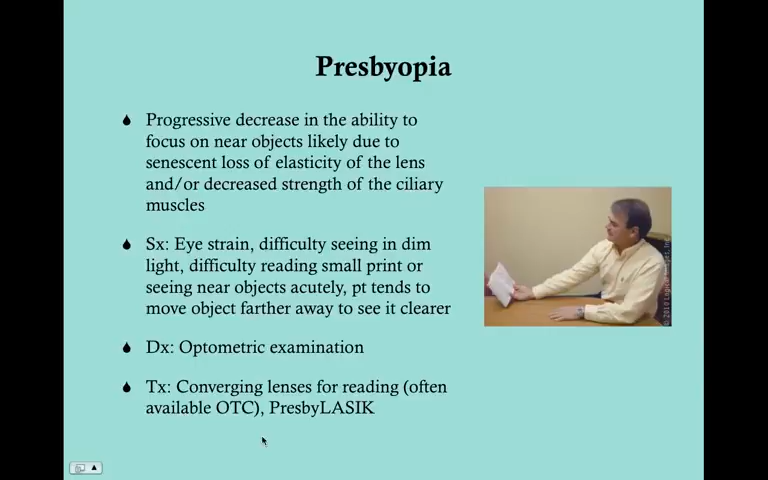 Presbyopia
Progressive decrease in the ability to
focus on near objects likely due to
senescent loss of elasticity of the lens
and/or decreased strength of the ciliary
muscles
Sx: Eye strain, difficulty seeing in dim
light, difficulty reading small print or
seeing near objects acutely, pt tends to
move object farther away to see it clearer
Dx: Optometric examination
Tx: Converging lenses for reading (often
available OTC), PresbyLASIK
© 2010 Logical